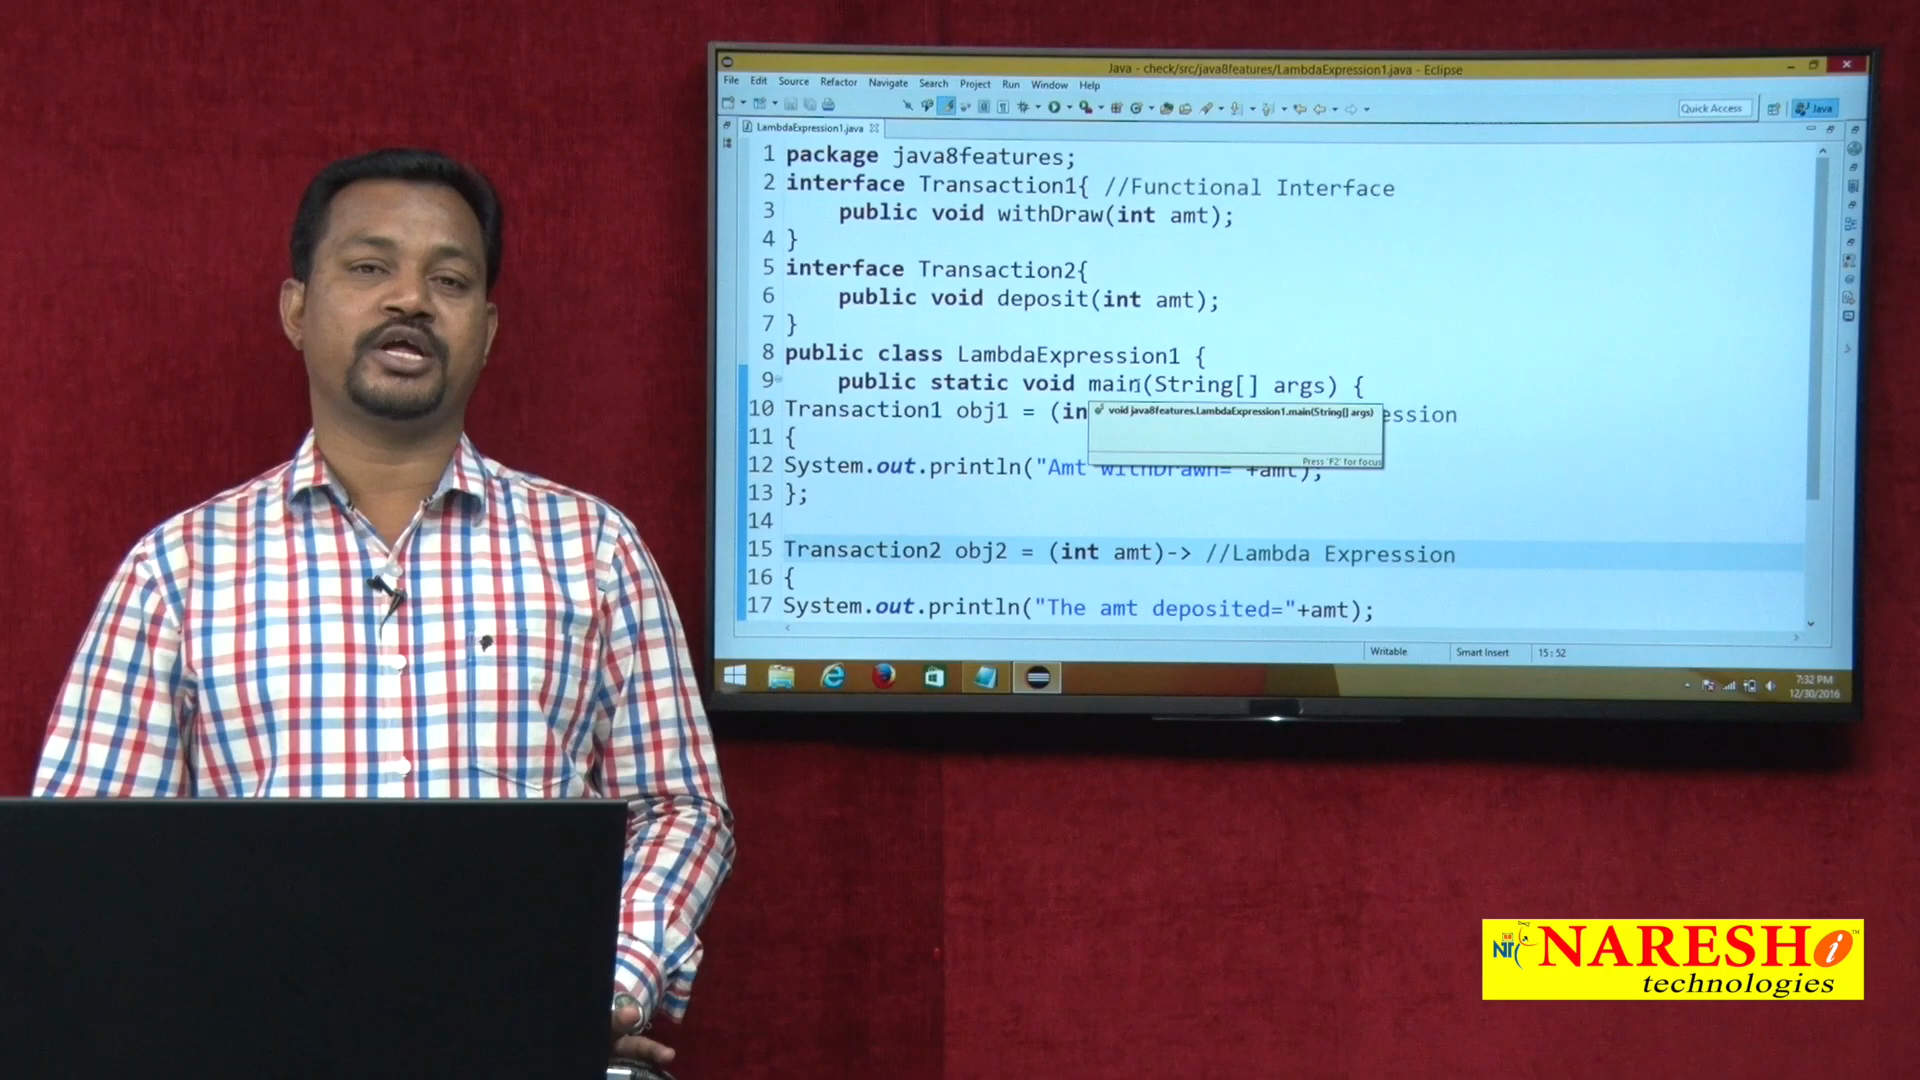 Java - check/src/java8features/LambdaExpression1.java - Eclipse
File Edit Source Refactor Navigate Search Project Run Window Help
Quick Access Java
LambdaExpression1.java
1 package java8features;
2 interface Transaction1{ //Functional Interface
3 public void withDraw(int amt);
4 }
5 interface Transaction2{
6 public void deposit(int amt);
7 }
8 public class LambdaExpression1 {
9 public static void main(String[] args) {
10 Transaction1 obj1 = (in ession
void java8features.LambdaExpression1.main(String[] args)
11 {
Press 'F2' for focus
12 System.out.println("Amt withDrawn="+amt);
13 };
14
15 Transaction2 obj2 = (int amt)-> //Lambda Expression
16 {
17 System.out.println("The amt deposited="+amt);
Writable Smart Insert 15 : 52
7:32 PM
12/30/2016
NARESH i ™
technologies